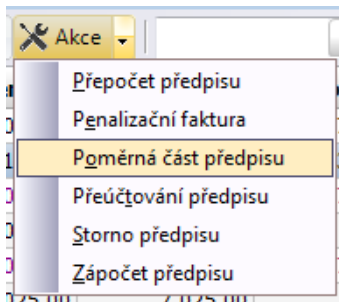 Akce
Přepočet předpisu
Penalizační faktura
Poměrná část předpisu
Přeúčtování předpisu
Storno předpisu
Zápočet předpisu